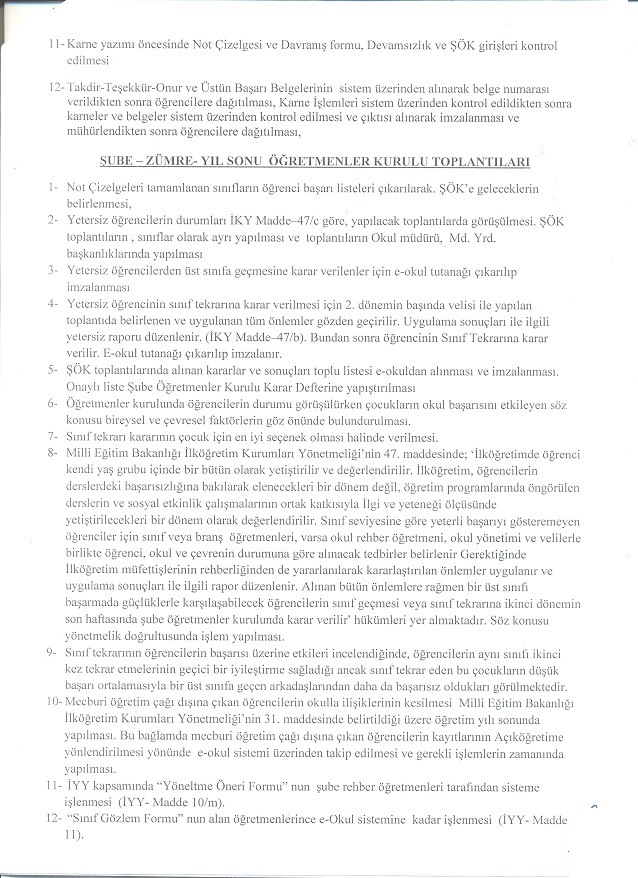 11- Karne yazımı öncesinde Not Çizelgesi ve Davranış formu, Devamsızlık ve ŞÖK girişleri kontrol
edilmesi
12- Takdir-Teşekkür-Onur ve Üstün Başarı Belgelerinin sistem üzerinden alınarak belge numarası
verildikten sonra öğrencilere dağıtılması, Karne İşlemleri sistem üzerinden kontrol edildikten sonra
karneler ve belgeler sistem üzerinden kontrol edilmesi ve çıktısı alınarak imzalanması ve
mühürlendikten sonra öğrencilere dağıtılması,
ŞUBE – ZÜMRE- YIL SONU ÖĞRETMENLER KURULU TOPLANTILARI
1- Not Çizelgeleri tamamlanan sınıfların öğrenci başarı listeleri çıkarılarak. ŞÖK'e geleceklerin
belirlenmesi,
2- Yetersiz öğrencilerin durumları İKY Madde–47/c göre, yapılacak toplantılarda görüşülmesi. ŞÖK
toplantıların , sınıflar olarak ayrı yapılması ve toplantıların Okul müdürü, Md. Yrd.
başkanlıklarında yapılması
3- Yetersiz öğrencilerden üst sınıfa geçmesine karar verilenler için e-okul tutanağı çıkarılıp
imzalanması
4- Yetersiz öğrencinin sınıf tekrarına karar verilmesi için 2. dönemin başında velisi ile yapılan
toplantıda belirlenen ve uygulanan tüm önlemler gözden geçirilir. Uygulama sonuçları ile ilgili
yetersiz raporu düzenlenir. (İKY Madde–47/b). Bundan sonra öğrencinin Sınıf Tekrarına karar
verilir. E-okul tutanağı çıkarılıp imzalanır.
5- ŞÖK toplantılarında alınan kararlar ve sonuçları toplu listesi e-okuldan alınması ve imzalanması.
Onaylı liste Şube Öğretmenler Kurulu Karar Defterine yapıştırılması
6- Öğretmenler kurulunda öğrencilerin durumu görüşülürken çocukların okul başarısını etkileyen söz
konusu bireysel ve çevresel faktörlerin göz önünde bulundurulması.
7- Sınıf tekrarı kararının çocuk için en iyi seçenek olması halinde verilmesi.
8- Milli Eğitim Bakanlığı İlköğretim Kurumları Yönetmeliği'nin 47. maddesinde; 'İlköğretimde öğrenci
kendi yaş grubu içinde bir bütün olarak yetiştirilir ve değerlendirilir. İlköğretim, öğrencilerin
derslerdeki başarısızlığına bakılarak elenecekleri bir dönem değil, öğretim programlarında öngörülen
derslerin ve sosyal etkinlik çalışmalarının ortak katkısıyla İlgi ve yeteneği ölçüsünde
yetiştirilecekleri bir dönem olarak değerlendirilir. Sınıf seviyesine göre yeterli başarıyı gösteremeyen
öğrenciler için sınıf veya branş öğretmenleri, varsa okul rehber öğretmeni, okul yönetimi ve velilerle
birlikte öğrenci, okul ve çevrenin durumuna göre alınacak tedbirler belirlenir Gerektiğinde
İlköğretim müfettişlerinin rehberliğinden de yararlanılarak kararlaştırılan önlemler uygulanır ve
uygulama sonuçları ile ilgili rapor düzenlenir. Alınan bütün önlemlere rağmen bir üst sınıfı
başarmada güçlüklerle karşılaşabilecek öğrencilerin sınıf geçmesi veya sınıf tekrarına ikinci dönemin
son haftasında şube öğretmenler kurulunda karar verilir' hükümleri yer almaktadır. Söz konusu
yönetmelik doğrultusunda işlem yapılması.
9- Sınıf tekrarının öğrencilerin başarısı üzerine etkileri incelendiğinde, öğrencilerin aynı sınıfı ikinci
kez tekrar etmelerinin geçici bir iyileştirme sağladığı ancak sınıf tekrar eden bu çocukların düşük
başarı ortalamasıyla bir üst sınıfa geçen arkadaşlarından daha da başarısız oldukları görülmektedir.
10- Mecburi öğretim çağı dışına çıkan öğrencilerin okulla ilişiklerinin kesilmesi Milli Eğitim Bakanlığı
İlköğretim Kurumları Yönetmeliği'nin 31. maddesinde belirtildiği üzere öğretim yılı sonunda
yapılması. Bu bağlamda mecburi öğretim çağı dışına çıkan öğrencilerin kayıtlarının Açıköğretime
yönlendirilmesi yönünde e-okul sistemi üzerinden takip edilmesi ve gerekli işlemlerin zamanında
yapılması.
11- İYY kapsamında "Yöneltme Öneri Formu" nun şube rehber öğretmenleri tarafından sisteme
işlenmesi (İYY- Madde 10/m).
12- "Sınıf Gözlem Formu" nun alan öğretmenlerince e-Okul sistemine kadar işlenmesi (İYY- Madde
11).